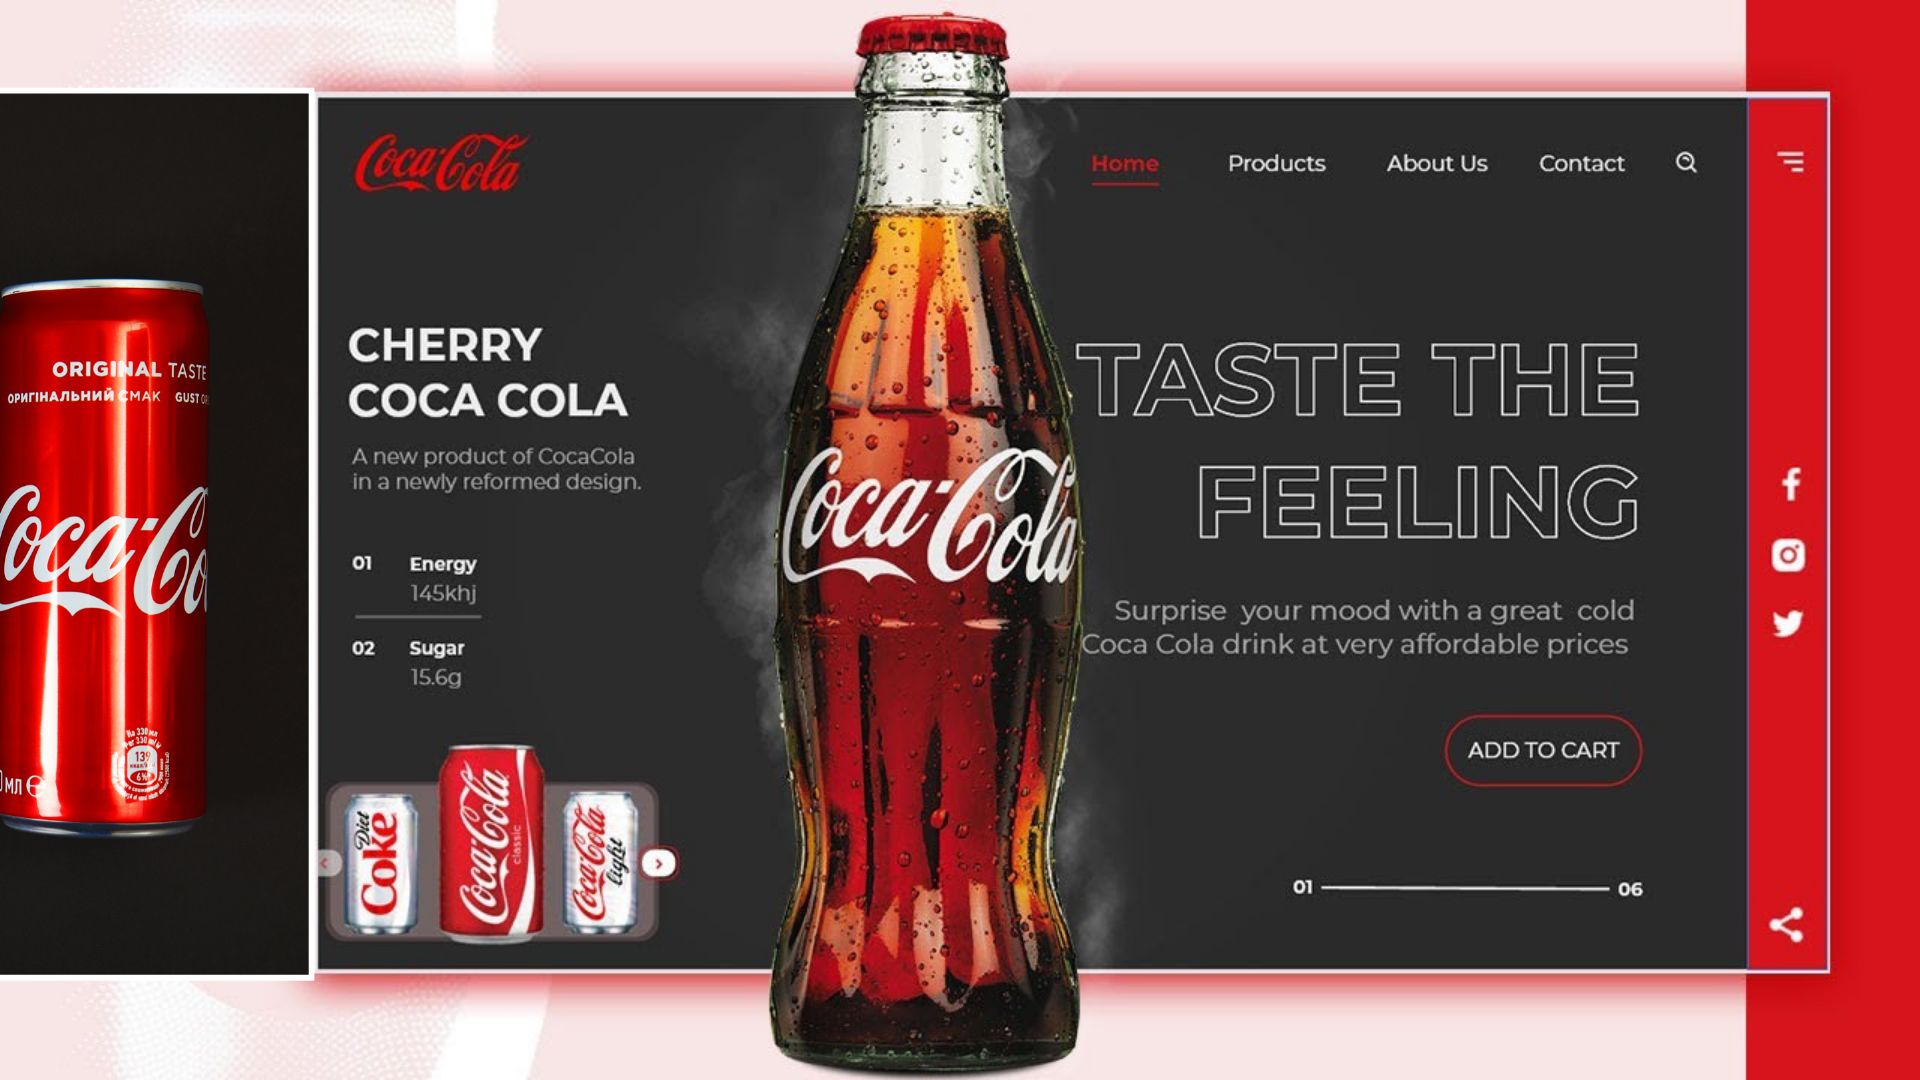 ORIGINAL TASTE
ОРИГІНАЛЬНИЙ СМАК GUST
Coca-Co
МЛ
139
6%
Coca-Cola
Home Products About Us Contact
CHERRY
COCA COLA
A new product of CocaCola
in a newly reformed design.
01 Energy
145khj
02 Sugar
15.6g
Diet
Coke
Coca-Cola
classic
Coca-Cola
light
Coca-Cola
TASTE THE
FEELING
Surprise your mood with a great cold
Coca Cola drink at very affordable prices
ADD TO CART
01 06